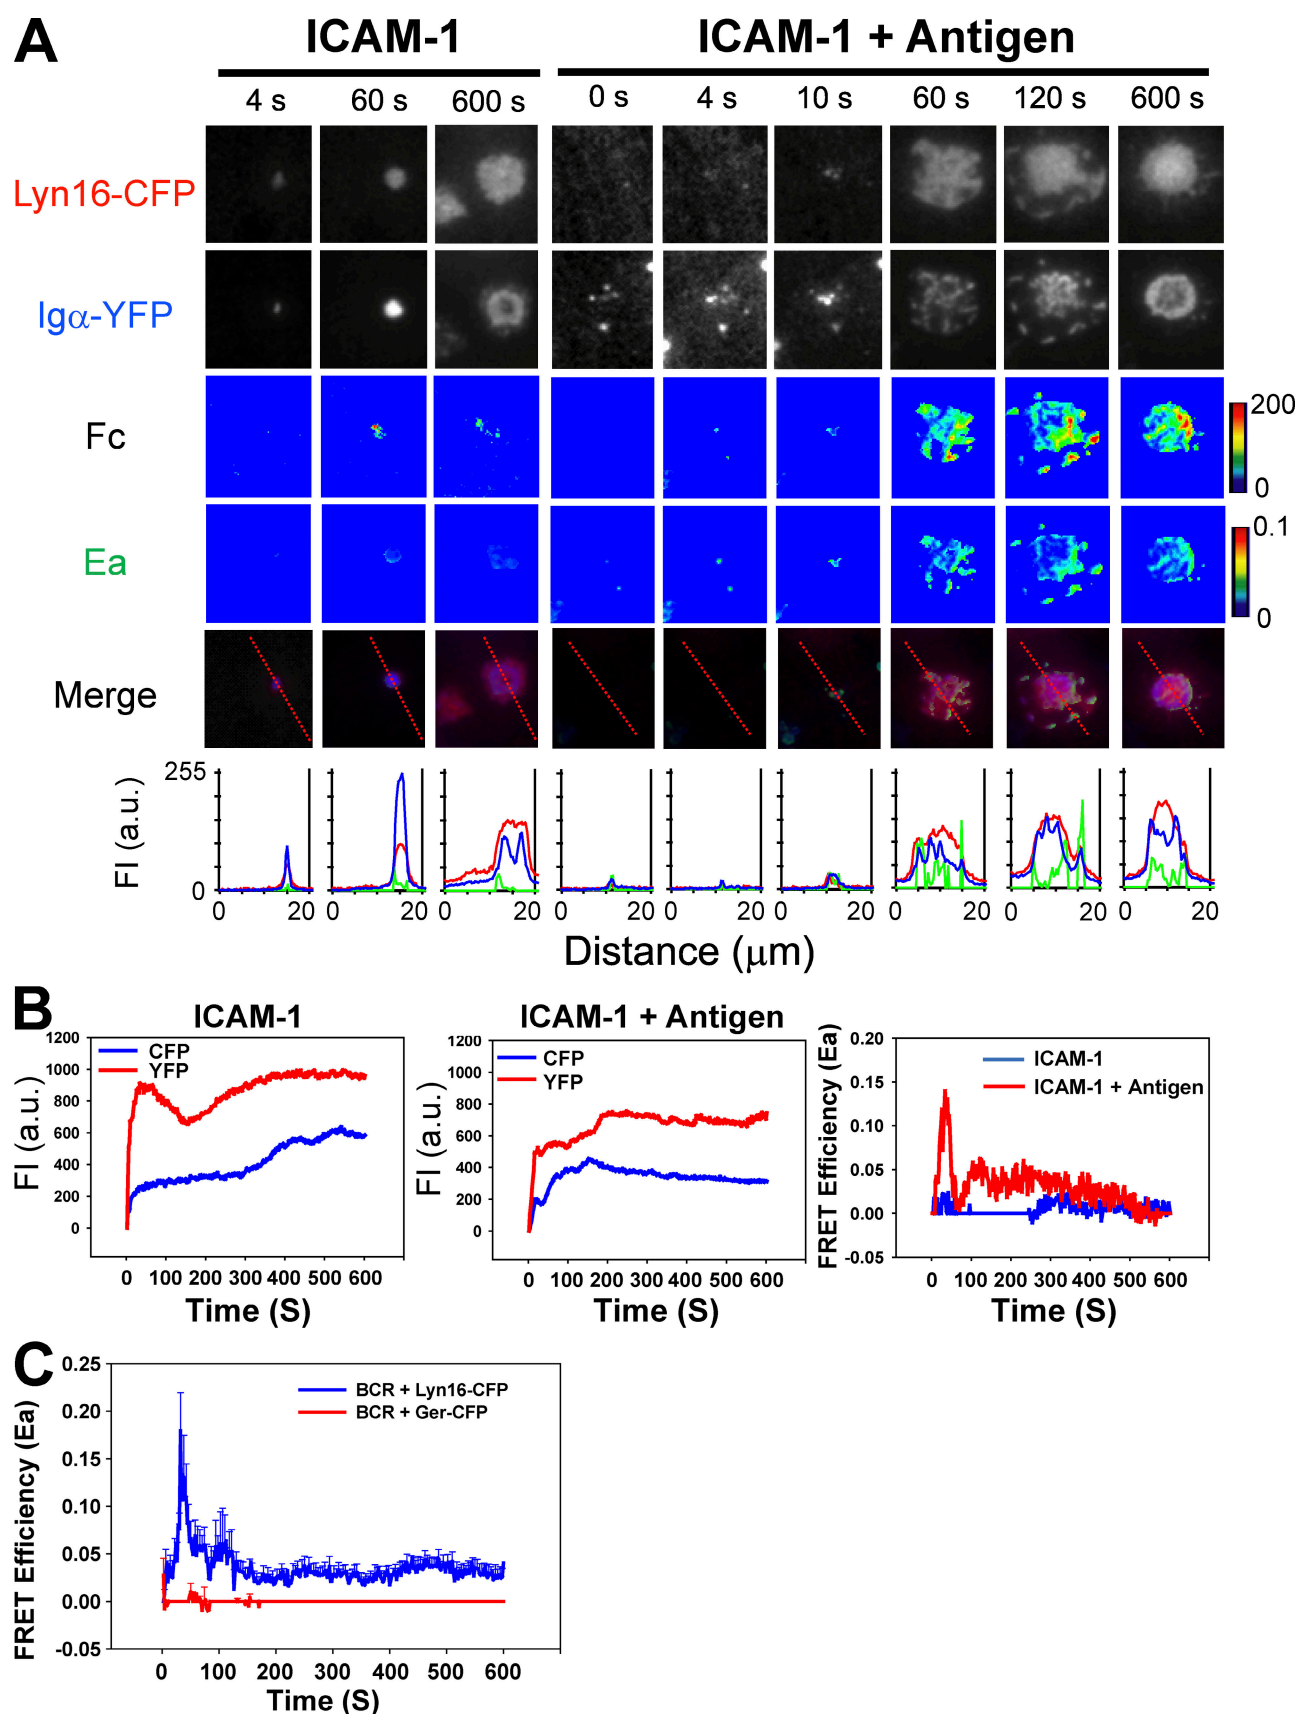 A
ICAM-1
ICAM-1 + Antigen
4 s 60 s 600 s 0 s 4 s 10 s 60 s 120 s 600 s
Lyn16-CFP
Igα-YFP
Fc
200
0
Ea
0.1
0
Merge
255
FI (a.u.)
0
0 20 0 20 0 20 0 20 0 20 0 20 0 20 0 20 0 20
Distance (μm)
B
ICAM-1
1200
1000
800
600
400
200
0
FI (a.u.)
CFP
YFP
0 100 200 300 400 500 600
Time (S)
ICAM-1 + Antigen
1200
1000
800
600
400
200
0
FI (a.u.)
CFP
YFP
0 100 200 300 400 500 600
Time (S)
FRET Efficiency (Ea)
0.20
0.15
0.10
0.05
0.00
-0.05
ICAM-1
ICAM-1 + Antigen
0 100 200 300 400 500 600
Time (S)
C
FRET Efficiency (Ea)
0.25
0.20
0.15
0.10
0.05
0.00
-0.05
BCR + Lyn16-CFP
BCR + Ger-CFP
0 100 200 300 400 500 600
Time (S)